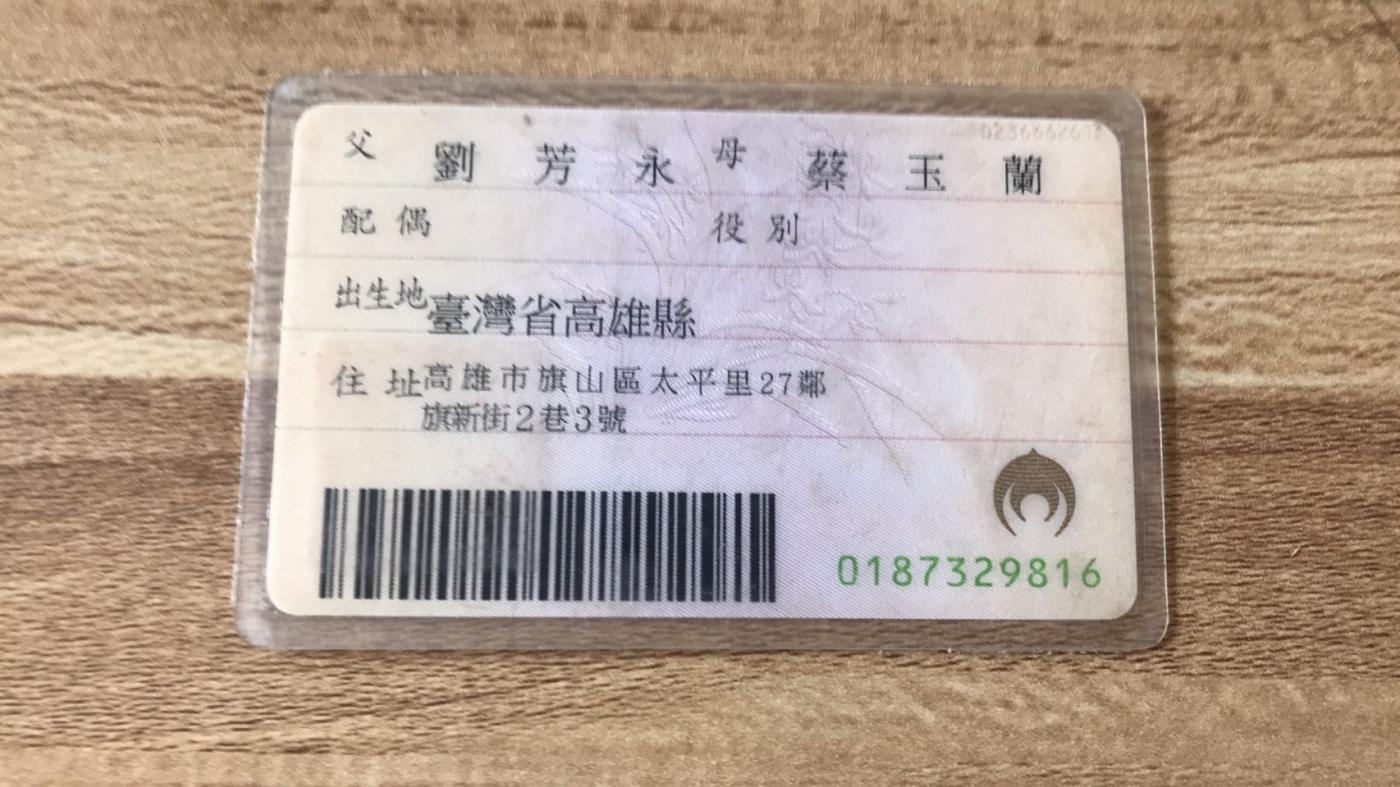 父 劉芳永 母 蔡玉蘭
配偶 役別
出生地 臺灣省高雄縣
住址 高雄市旗山區太平里27鄰
旗新街2巷3號
0187329816